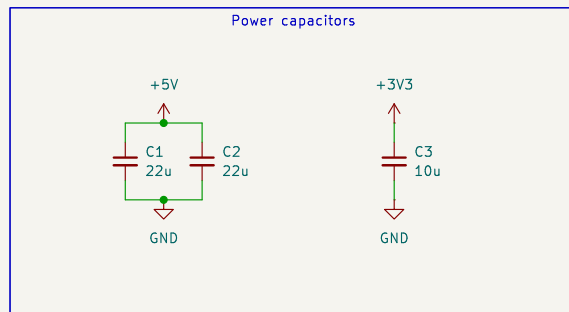 Power capacitors
+5V
+3V3
C1
22u
C2
22u
C3
10u
GND
GND